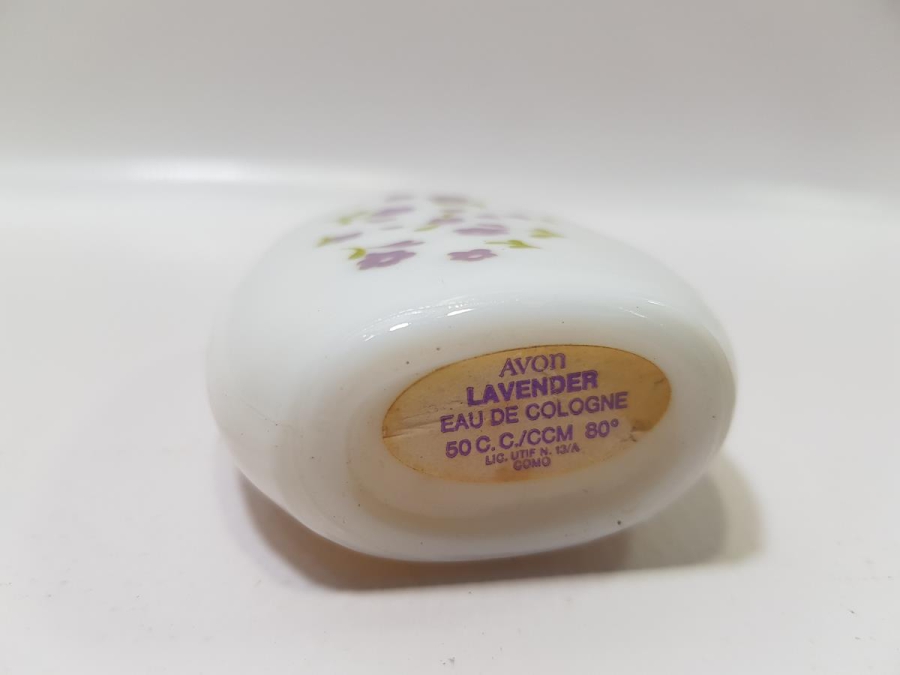 AVON
LAVENDER
EAU DE COLOGNE
50 C. C./CCM 80°
LIC. UTIF N. 13/A
COMO